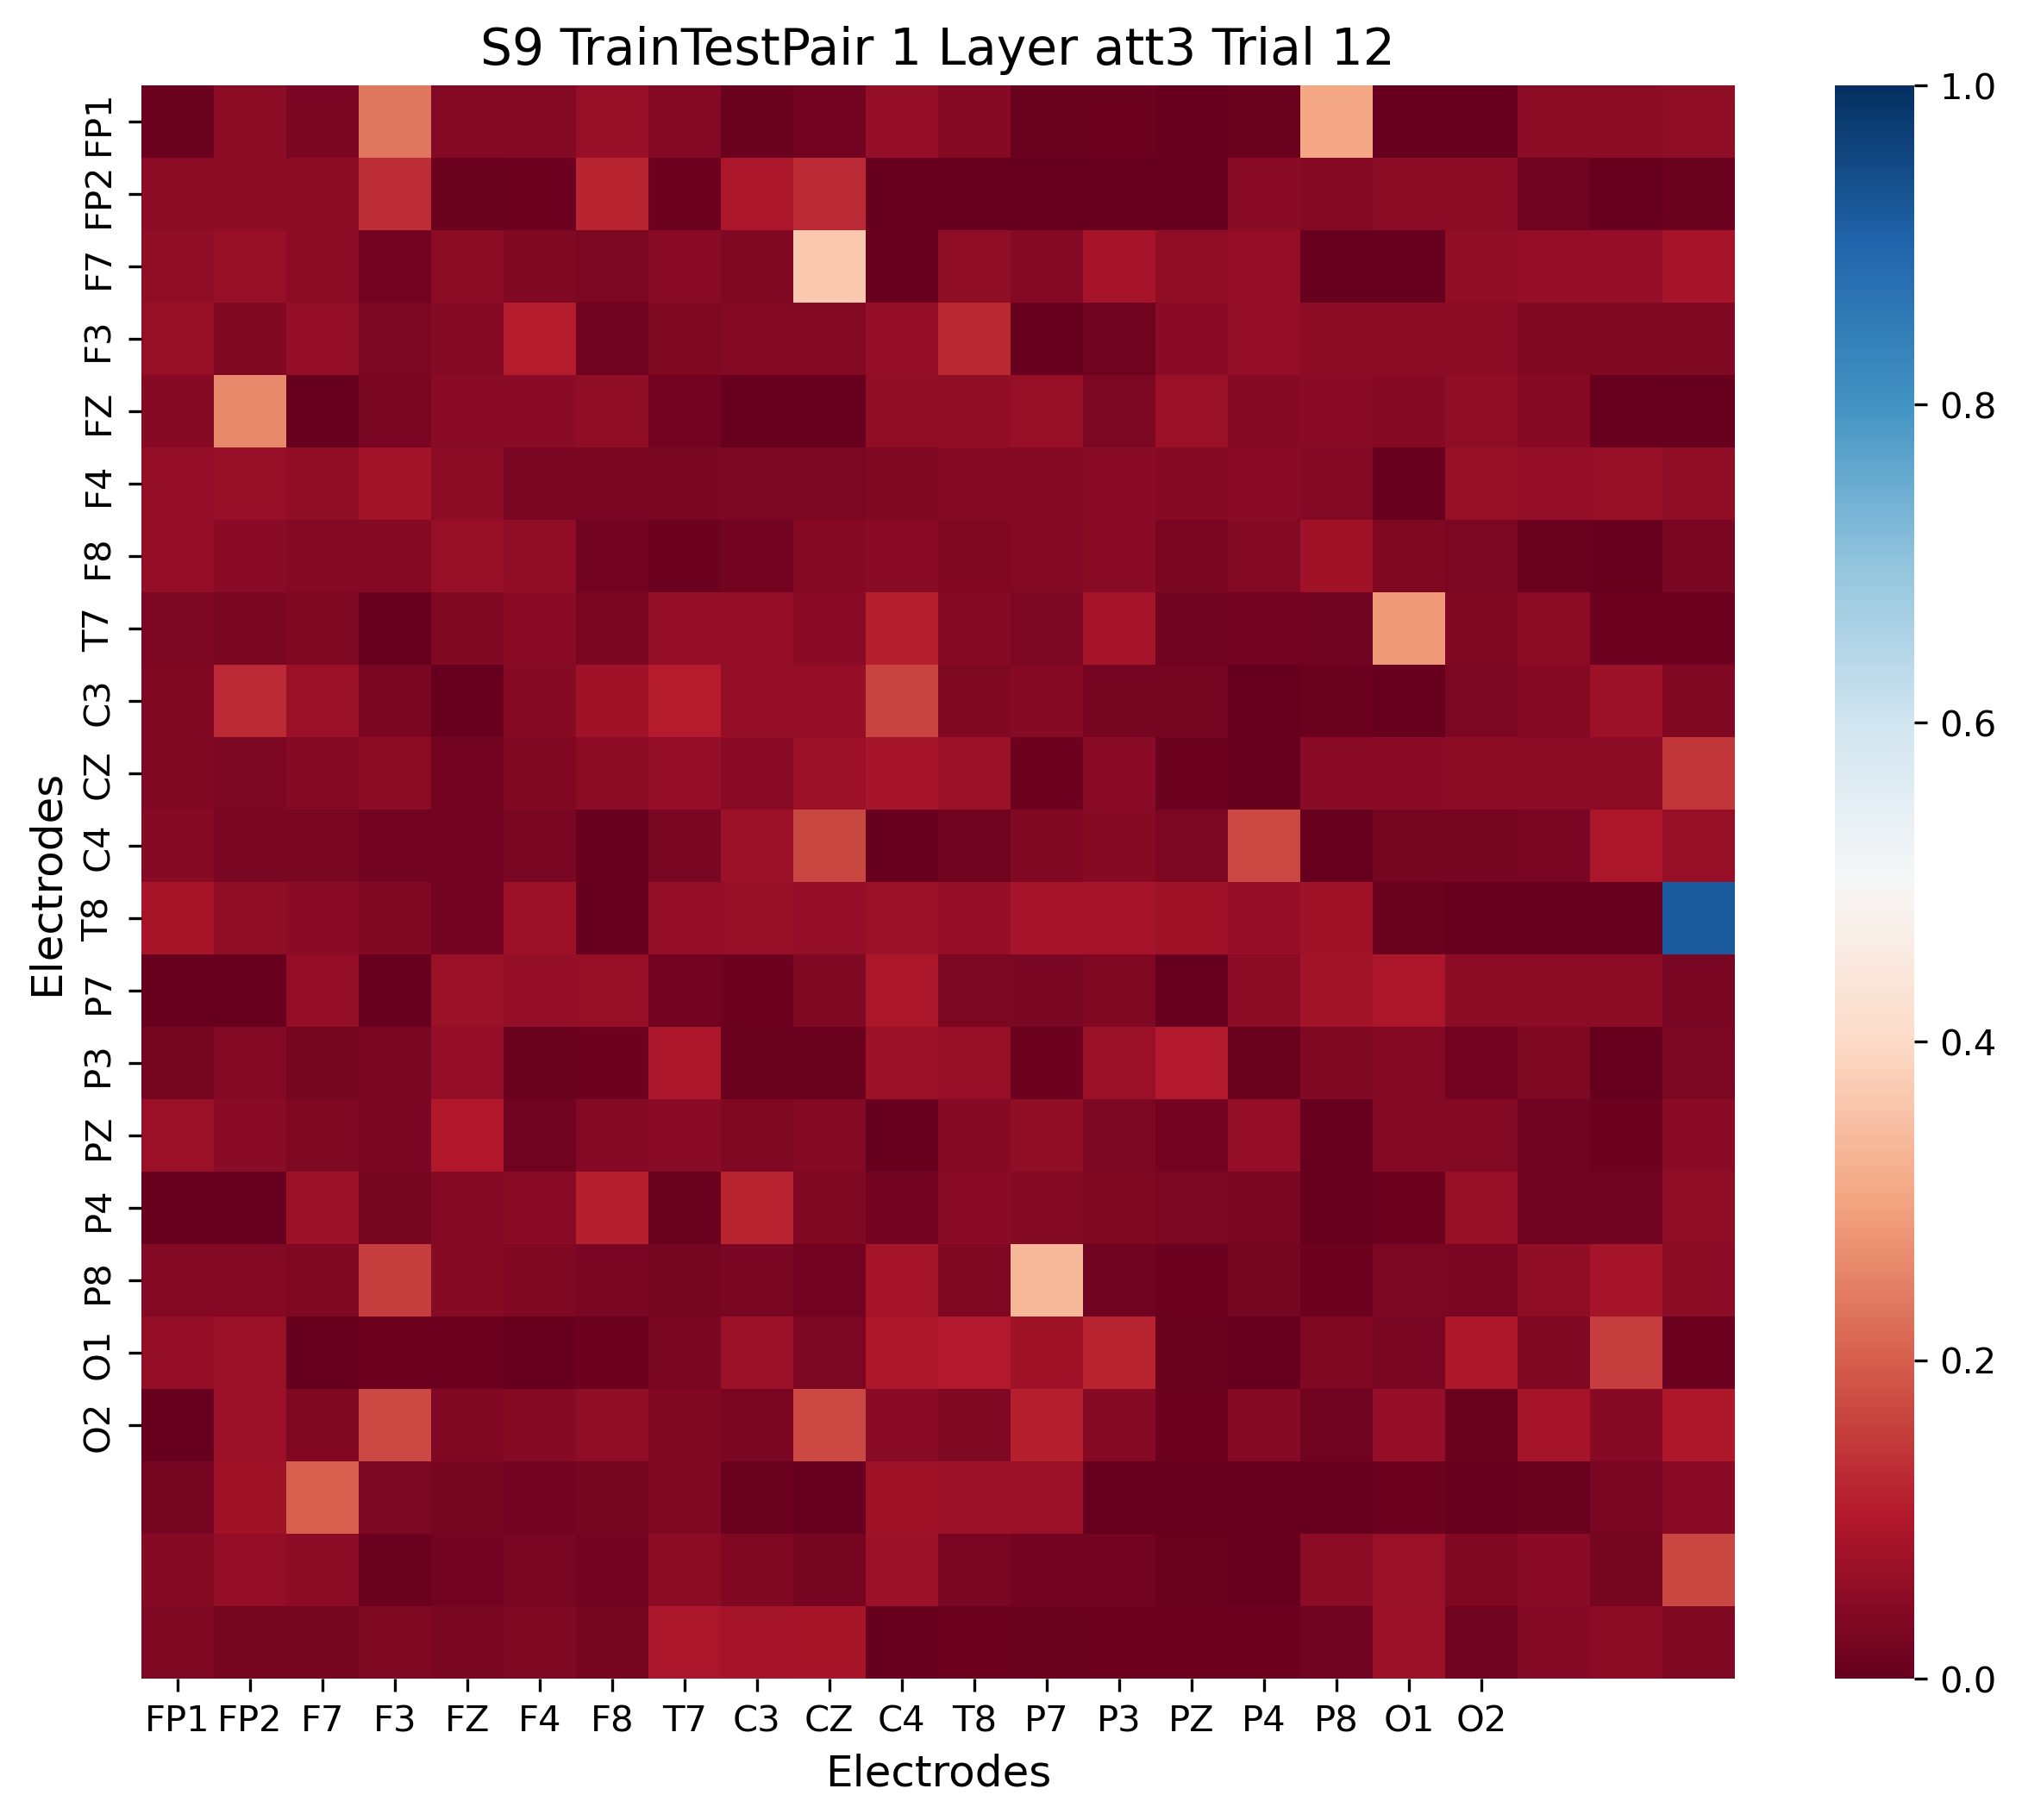 S9 TrainTestPair 1 Layer att3 Trial 12
Electrodes
FP1
FP2
F7
F3
FZ
F4
F8
T7
C3
CZ
C4
T8
P7
P3
PZ
P4
P8
O1
O2
FP1 FP2 F7 F3 FZ F4 F8 T7 C3 CZ C4 T8 P7 P3 PZ P4 P8 O1 O2
Electrodes
1.0
0.8
0.6
0.4
0.2
0.0